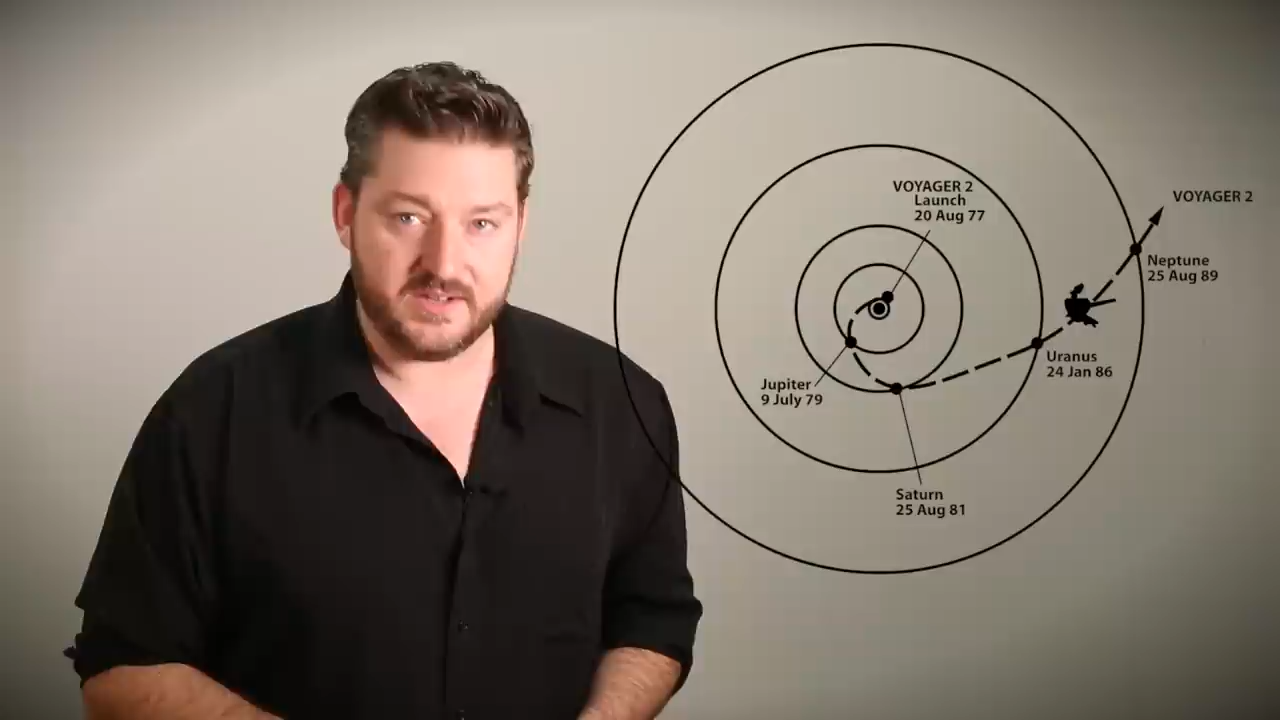 VOYAGER 2
Launch
20 Aug 77
VOYAGER 2
Neptune
25 Aug 89
Uranus
24 Jan 86
Jupiter
9 July 79
Saturn
25 Aug 81